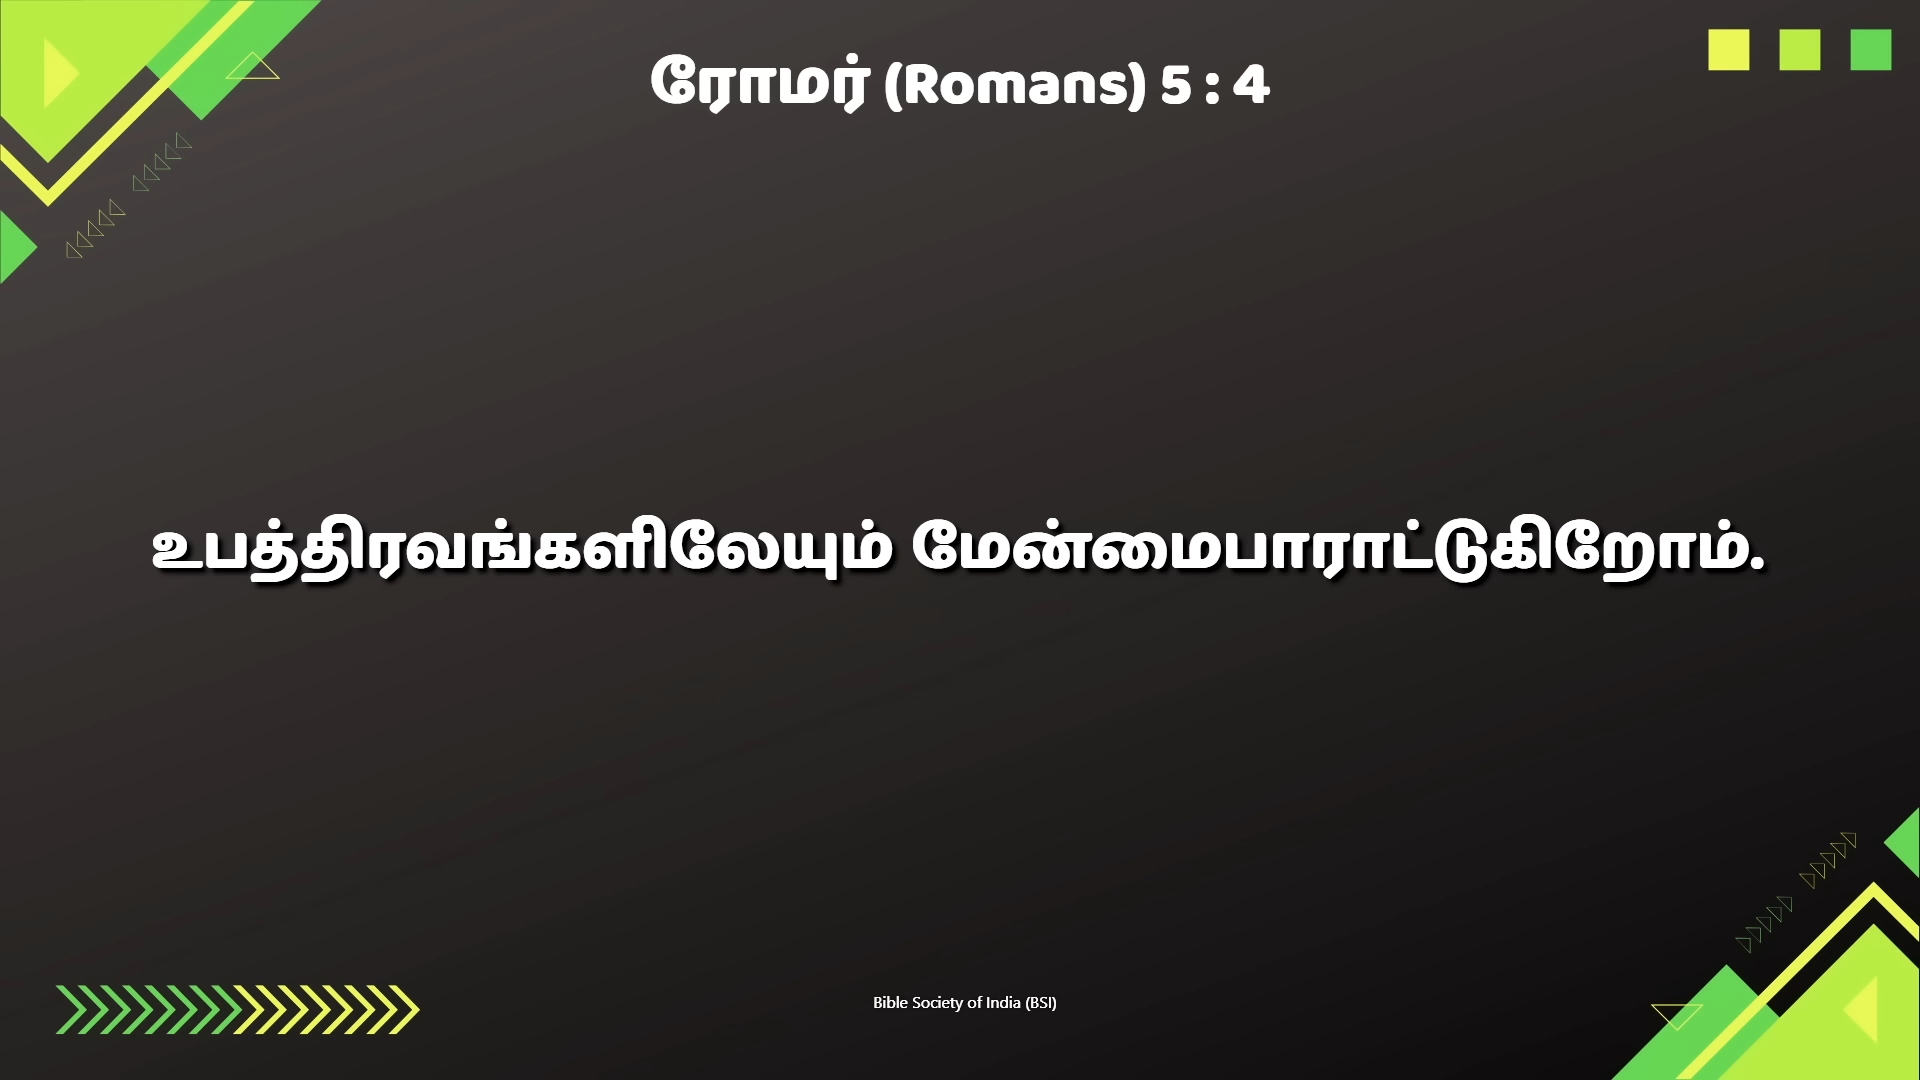 ரோமர் (Romans) 5 : 4
உபத்திரவங்களிலேயும் மேன்மைபாராட்டுகிறோம்.
Bible Society of India (BSI)